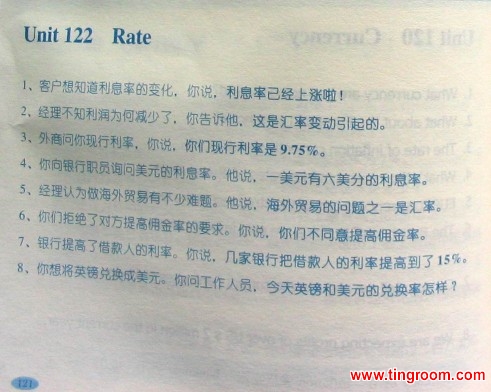 Unit 122 Rate
1、客户想知道利息率的变化，你说，利息率已经上涨啦！
2、经理不知利润为何减少了，你告诉他，这是汇率变动引起的。
3、外商问你现行利率，你说，你们现行利率是 9.75%。
4、你向银行职员询问美元的利息率。他说，一美元有六美分的利息率。
5、经理认为做海外贸易有不少难题。他说，海外贸易的问题之一是汇率。
6、你们拒绝了对方提高佣金率的要求。你说，你们不同意提高佣金率。
7、银行提高了借款人的利率。你说，几家银行把借款人的利率提高到了 15%。
8、你想将英镑兑换成美元。你问工作人员，今天英镑和美元的兑换率怎样？
121
www.tingroom.com